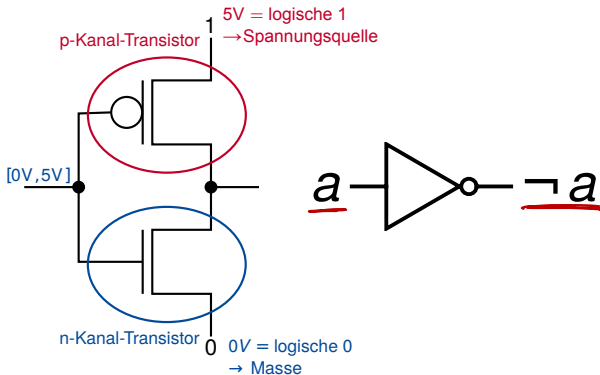 1
5V = logische 1
→Spannungsquelle
p-Kanal-Transistor
[0V,5V]
a
¬ a
n-Kanal-Transistor
0
0V = logische 0
→ Masse